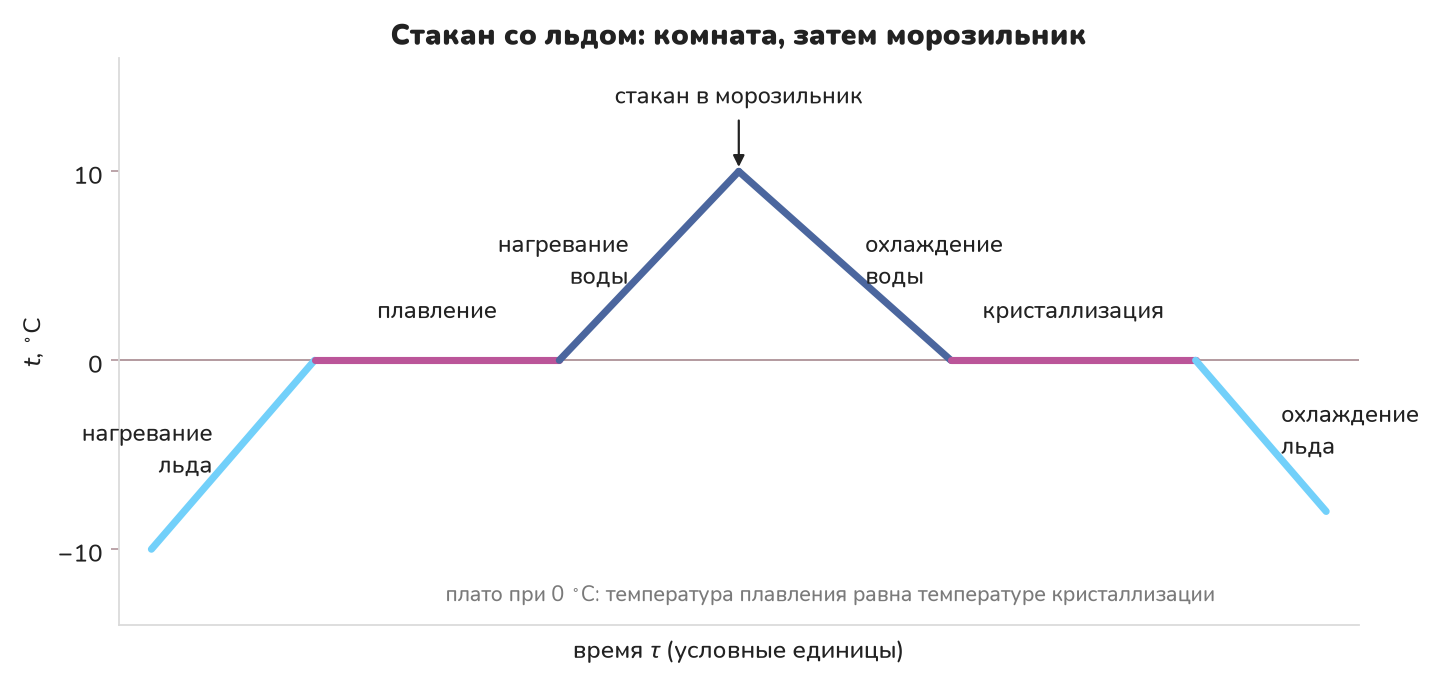 Стакан со льдом: комната, затем морозильник
стакан в морозильник
10
нагревание
воды
охлаждение
воды
плавление
кристаллизация
t, °C
0
нагревание
льда
охлаждение
льда
−10
плато при 0 °C: температура плавления равна температуре кристаллизации
время τ (условные единицы)